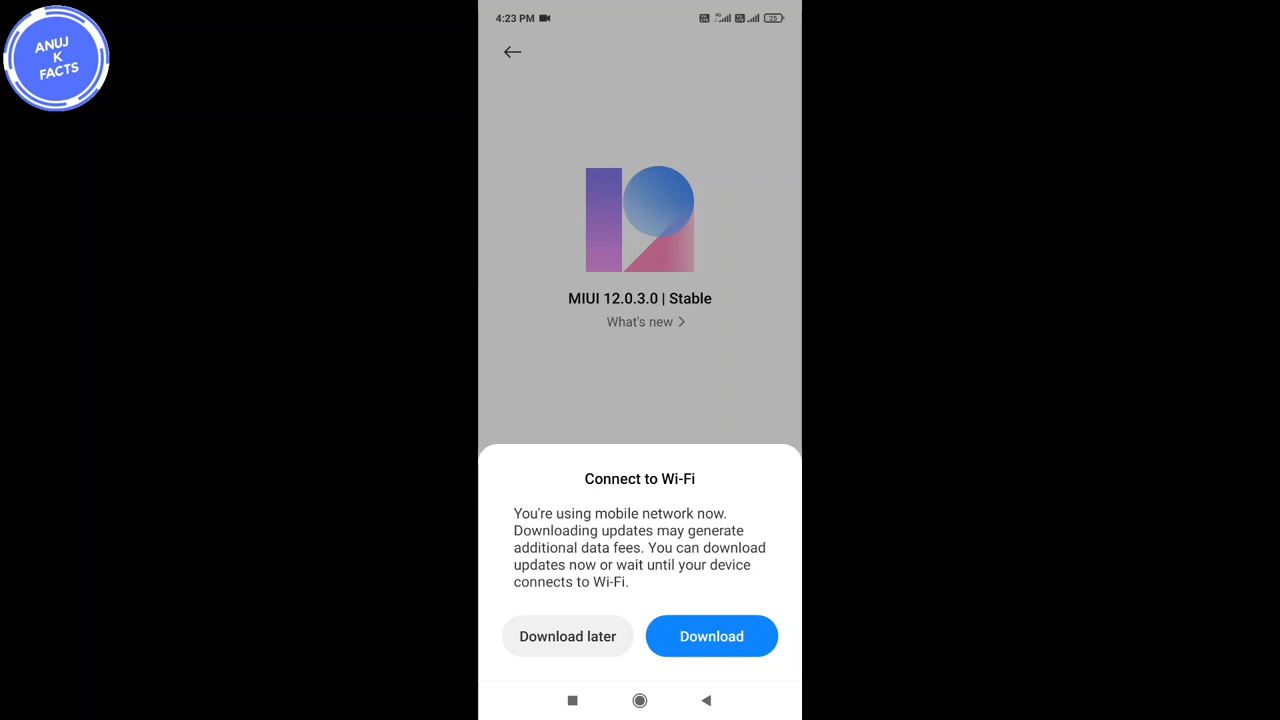 ANUJ
K
FACTS
4:23 PM
25
MIUI 12.0.3.0 | Stable
What's new
Connect to Wi-Fi
You're using mobile network now.
Downloading updates may generate
additional data fees. You can download
updates now or wait until your device
connects to Wi-Fi.
Download later
Download